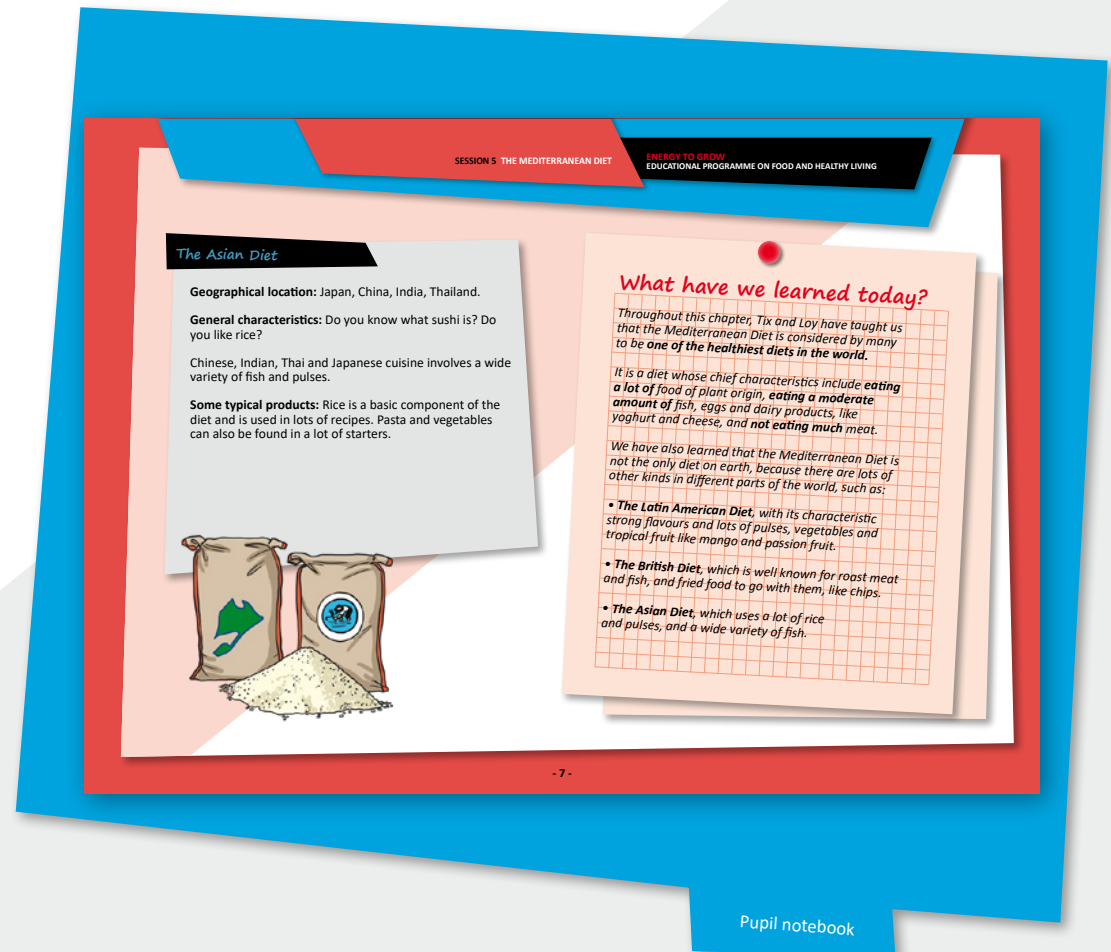 SESSION 5 THE MEDITERRANEAN DIET
ENERGY TO GROW
EDUCATIONAL PROGRAMME ON FOOD AND HEALTHY LIVING
The Asian Diet
Geographical location: Japan, China, India, Thailand.
General characteristics: Do you know what sushi is? Do
you like rice?
Chinese, Indian, Thai and Japanese cuisine involves a wide
variety of fish and pulses.
Some typical products: Rice is a basic component of the
diet and is used in lots of recipes. Pasta and vegetables
can also be found in a lot of starters.
What have we learned today?
Throughout this chapter, Tix and Loy have taught us
that the Mediterranean Diet is considered by many
to be one of the healthiest diets in the world.
It is a diet whose chief characteristics include eating
a lot of food of plant origin, eating a moderate
amount of fish, eggs and dairy products, like
yoghurt and cheese, and not eating much meat.
We have also learned that the Mediterranean Diet is
not the only diet on earth, because there are lots of
other kinds in different parts of the world, such as:
• The Latin American Diet, with its characteristic
strong flavours and lots of pulses, vegetables and
tropical fruit like mango and passion fruit.
• The British Diet, which is well known for roast meat
and fish, and fried food to go with them, like chips.
• The Asian Diet, which uses a lot of rice
and pulses, and a wide variety of fish.
- 7 -
Pupil notebook